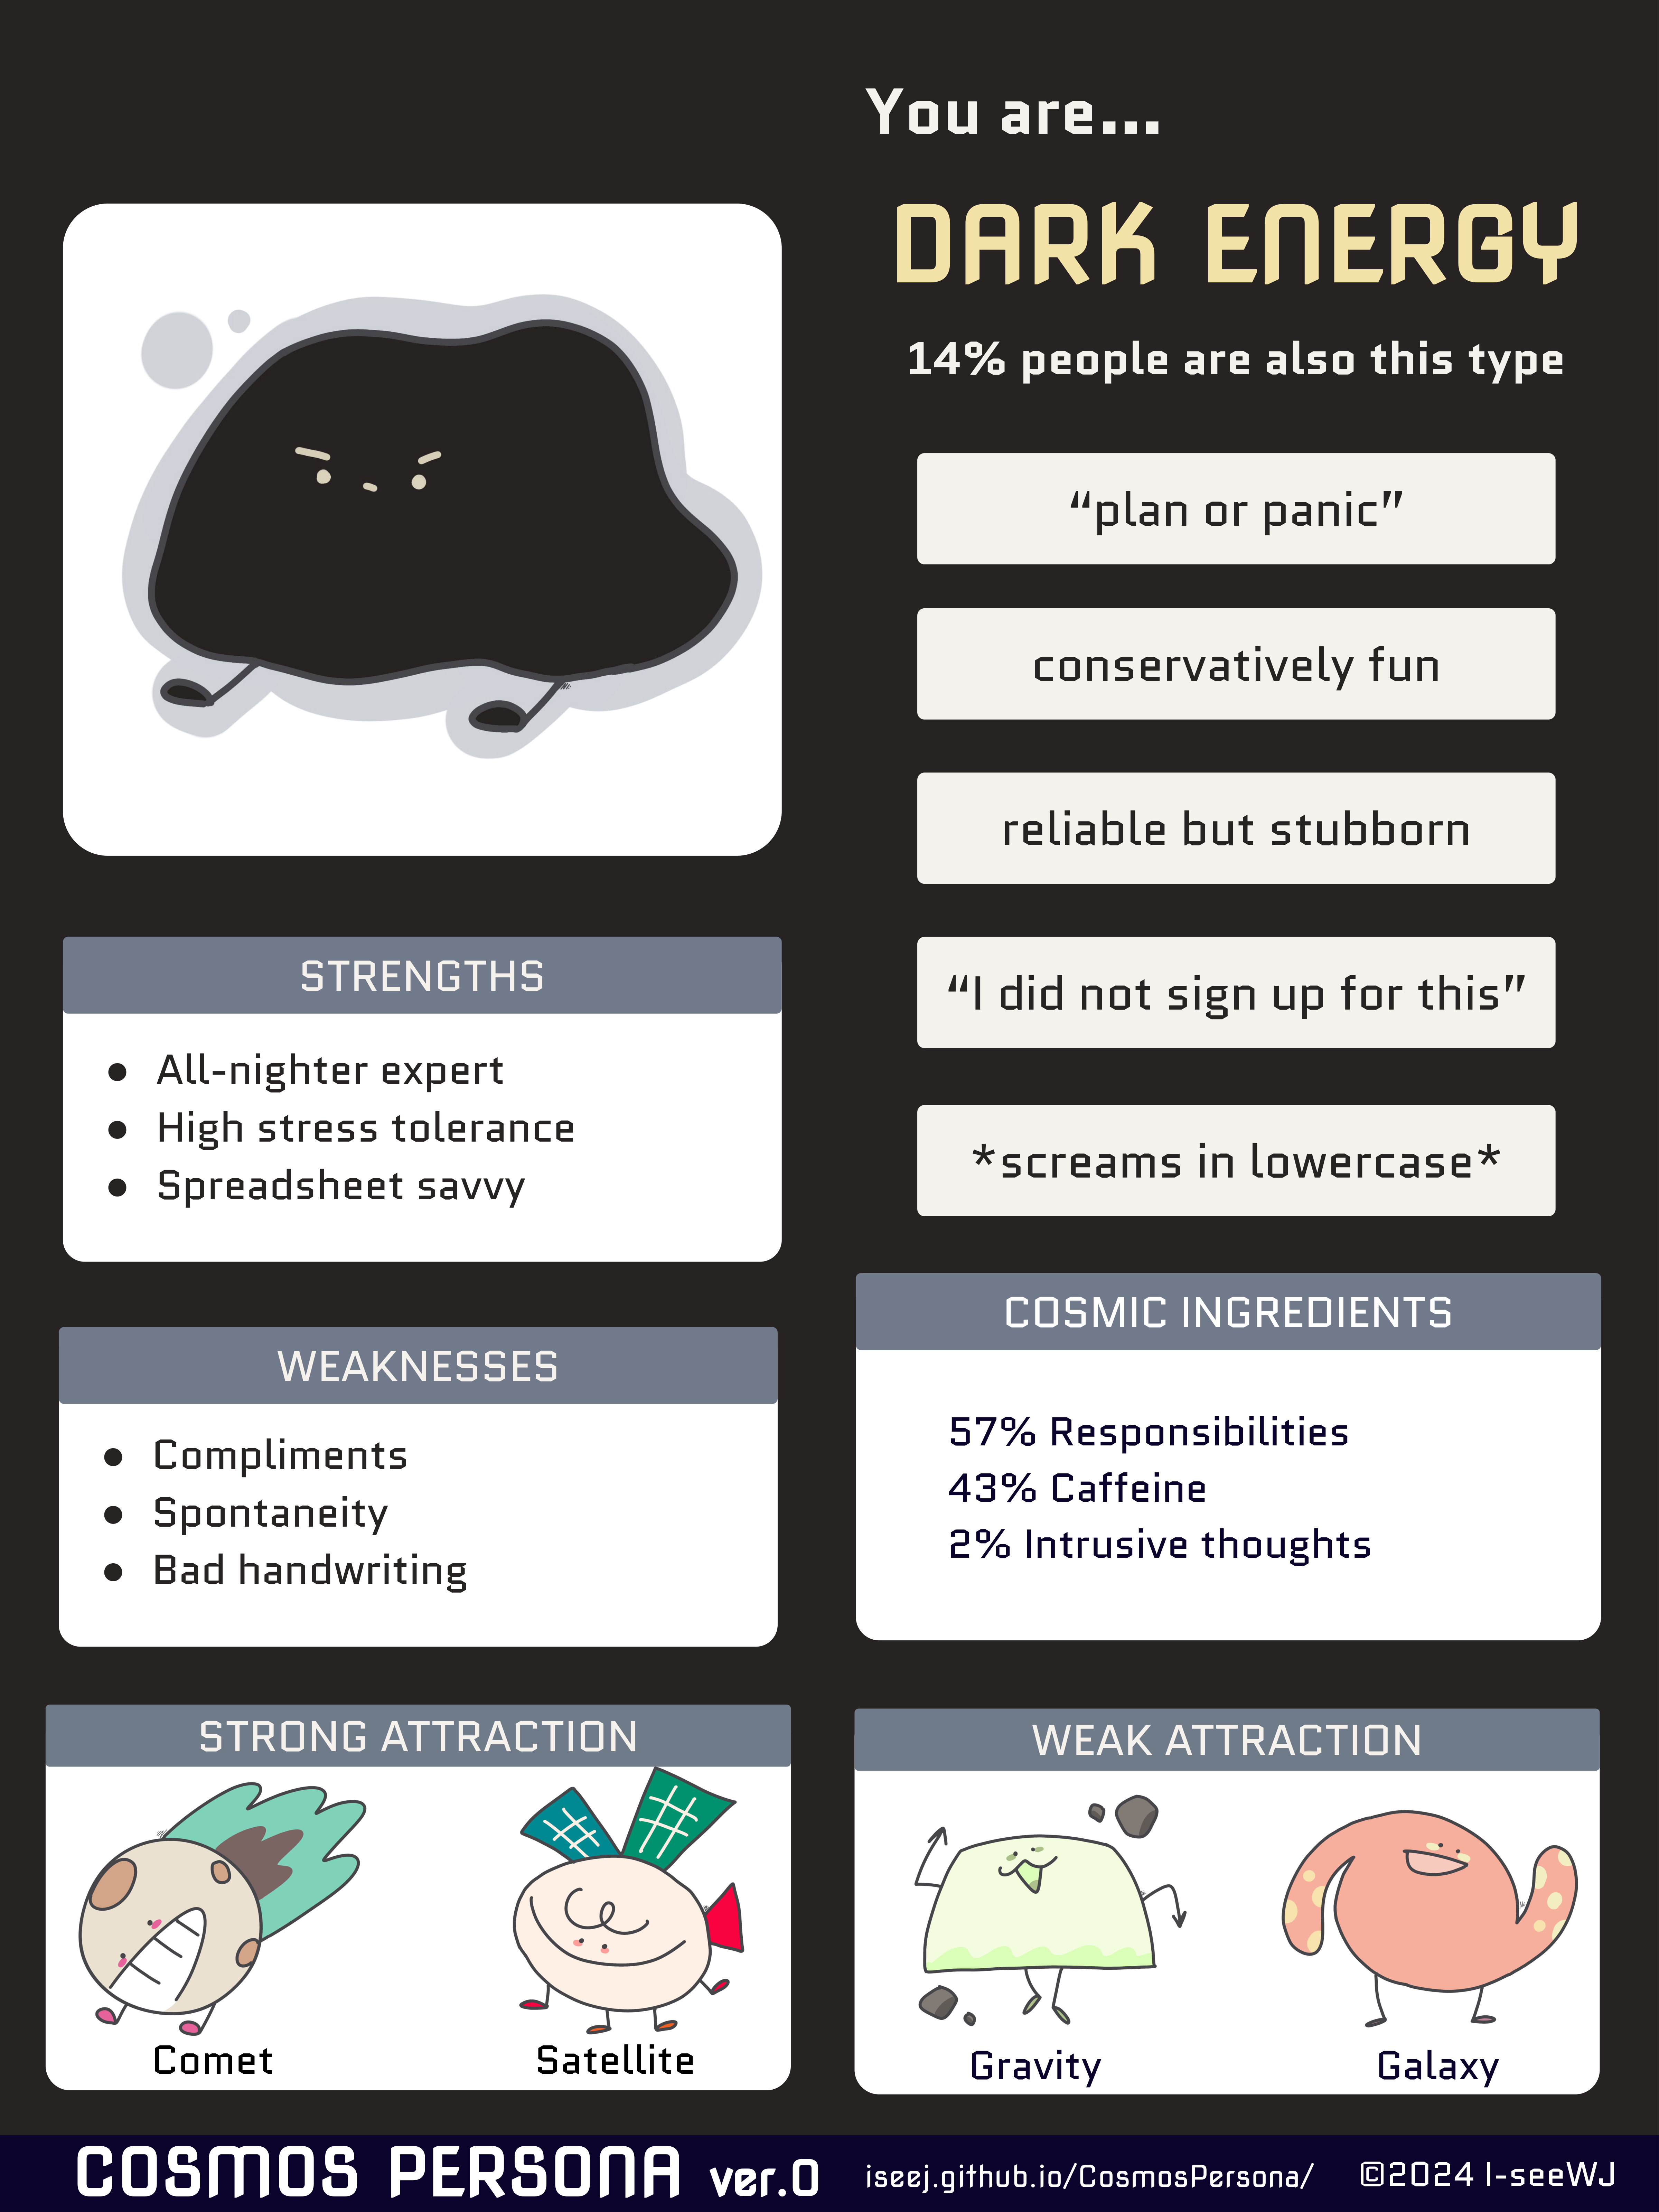 You are...
DARK ENERGY
14% people are also this type
“plan or panic”
conservatively fun
reliable but stubborn
“I did not sign up for this”
*screams in lowercase*
STRENGTHS
● All-nighter expert
● High stress tolerance
● Spreadsheet savvy
WEAKNESSES
● Compliments
● Spontaneity
● Bad handwriting
COSMIC INGREDIENTS
57% Responsibilities
43% Caffeine
2% Intrusive thoughts
STRONG ATTRACTION
Comet
Satellite
WEAK ATTRACTION
Gravity
Galaxy
COSMOS PERSONA ver.0
iseej.github.io/CosmosPersona/
©2024 I-seeWJ